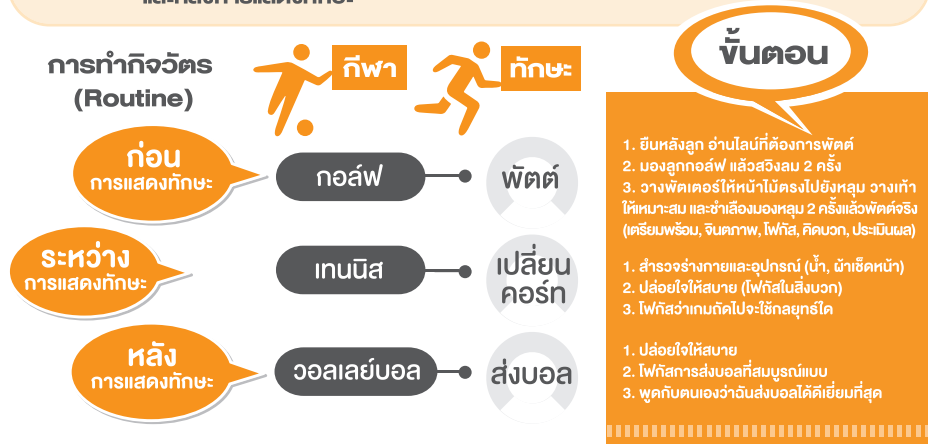 และหลังการแสดงทักษะ
การทำกิจวัตร
(Routine)
กีฬา
ทักษะ
ขั้นตอน
ก่อน
การแสดงทักษะ
กอล์ฟ
พัตต์
1. ยืนหลังลูก อ่านไลน์ที่ต้องการพัตต์
2. มองลูกกอล์ฟ แล้วสวิงลม 2 ครั้ง
3. วางพัตเตอร์ให้หน้าไม้ตรงไปยังหลุม วางเท้า
ให้เหมาะสม และชำเลืองมองหลุม 2 ครั้งแล้วพัตต์จริง
(เตรียมพร้อม, จินตภาพ, โฟกัส, คิดบวก, ประเมินผล)
ระหว่าง
การแสดงทักษะ
เทนนิส
เปลี่ยน
คอร์ท
1. สำรวจร่างกายและอุปกรณ์ (น้ำ, ผ้าเช็ดหน้า)
2. ปล่อยใจให้สบาย (โฟกัสในสิ่งบวก)
3. โฟกัสว่าเกมถัดไปจะใช้กลยุทธ์ใด
หลัง
การแสดงทักษะ
วอลเลย์บอล
ส่งบอล
1. ปล่อยใจให้สบาย
2. โฟกัสการส่งบอลที่สมบูรณ์แบบ
3. พูดกับตนเองว่าฉันส่งบอลได้ดีเยี่ยมที่สุด